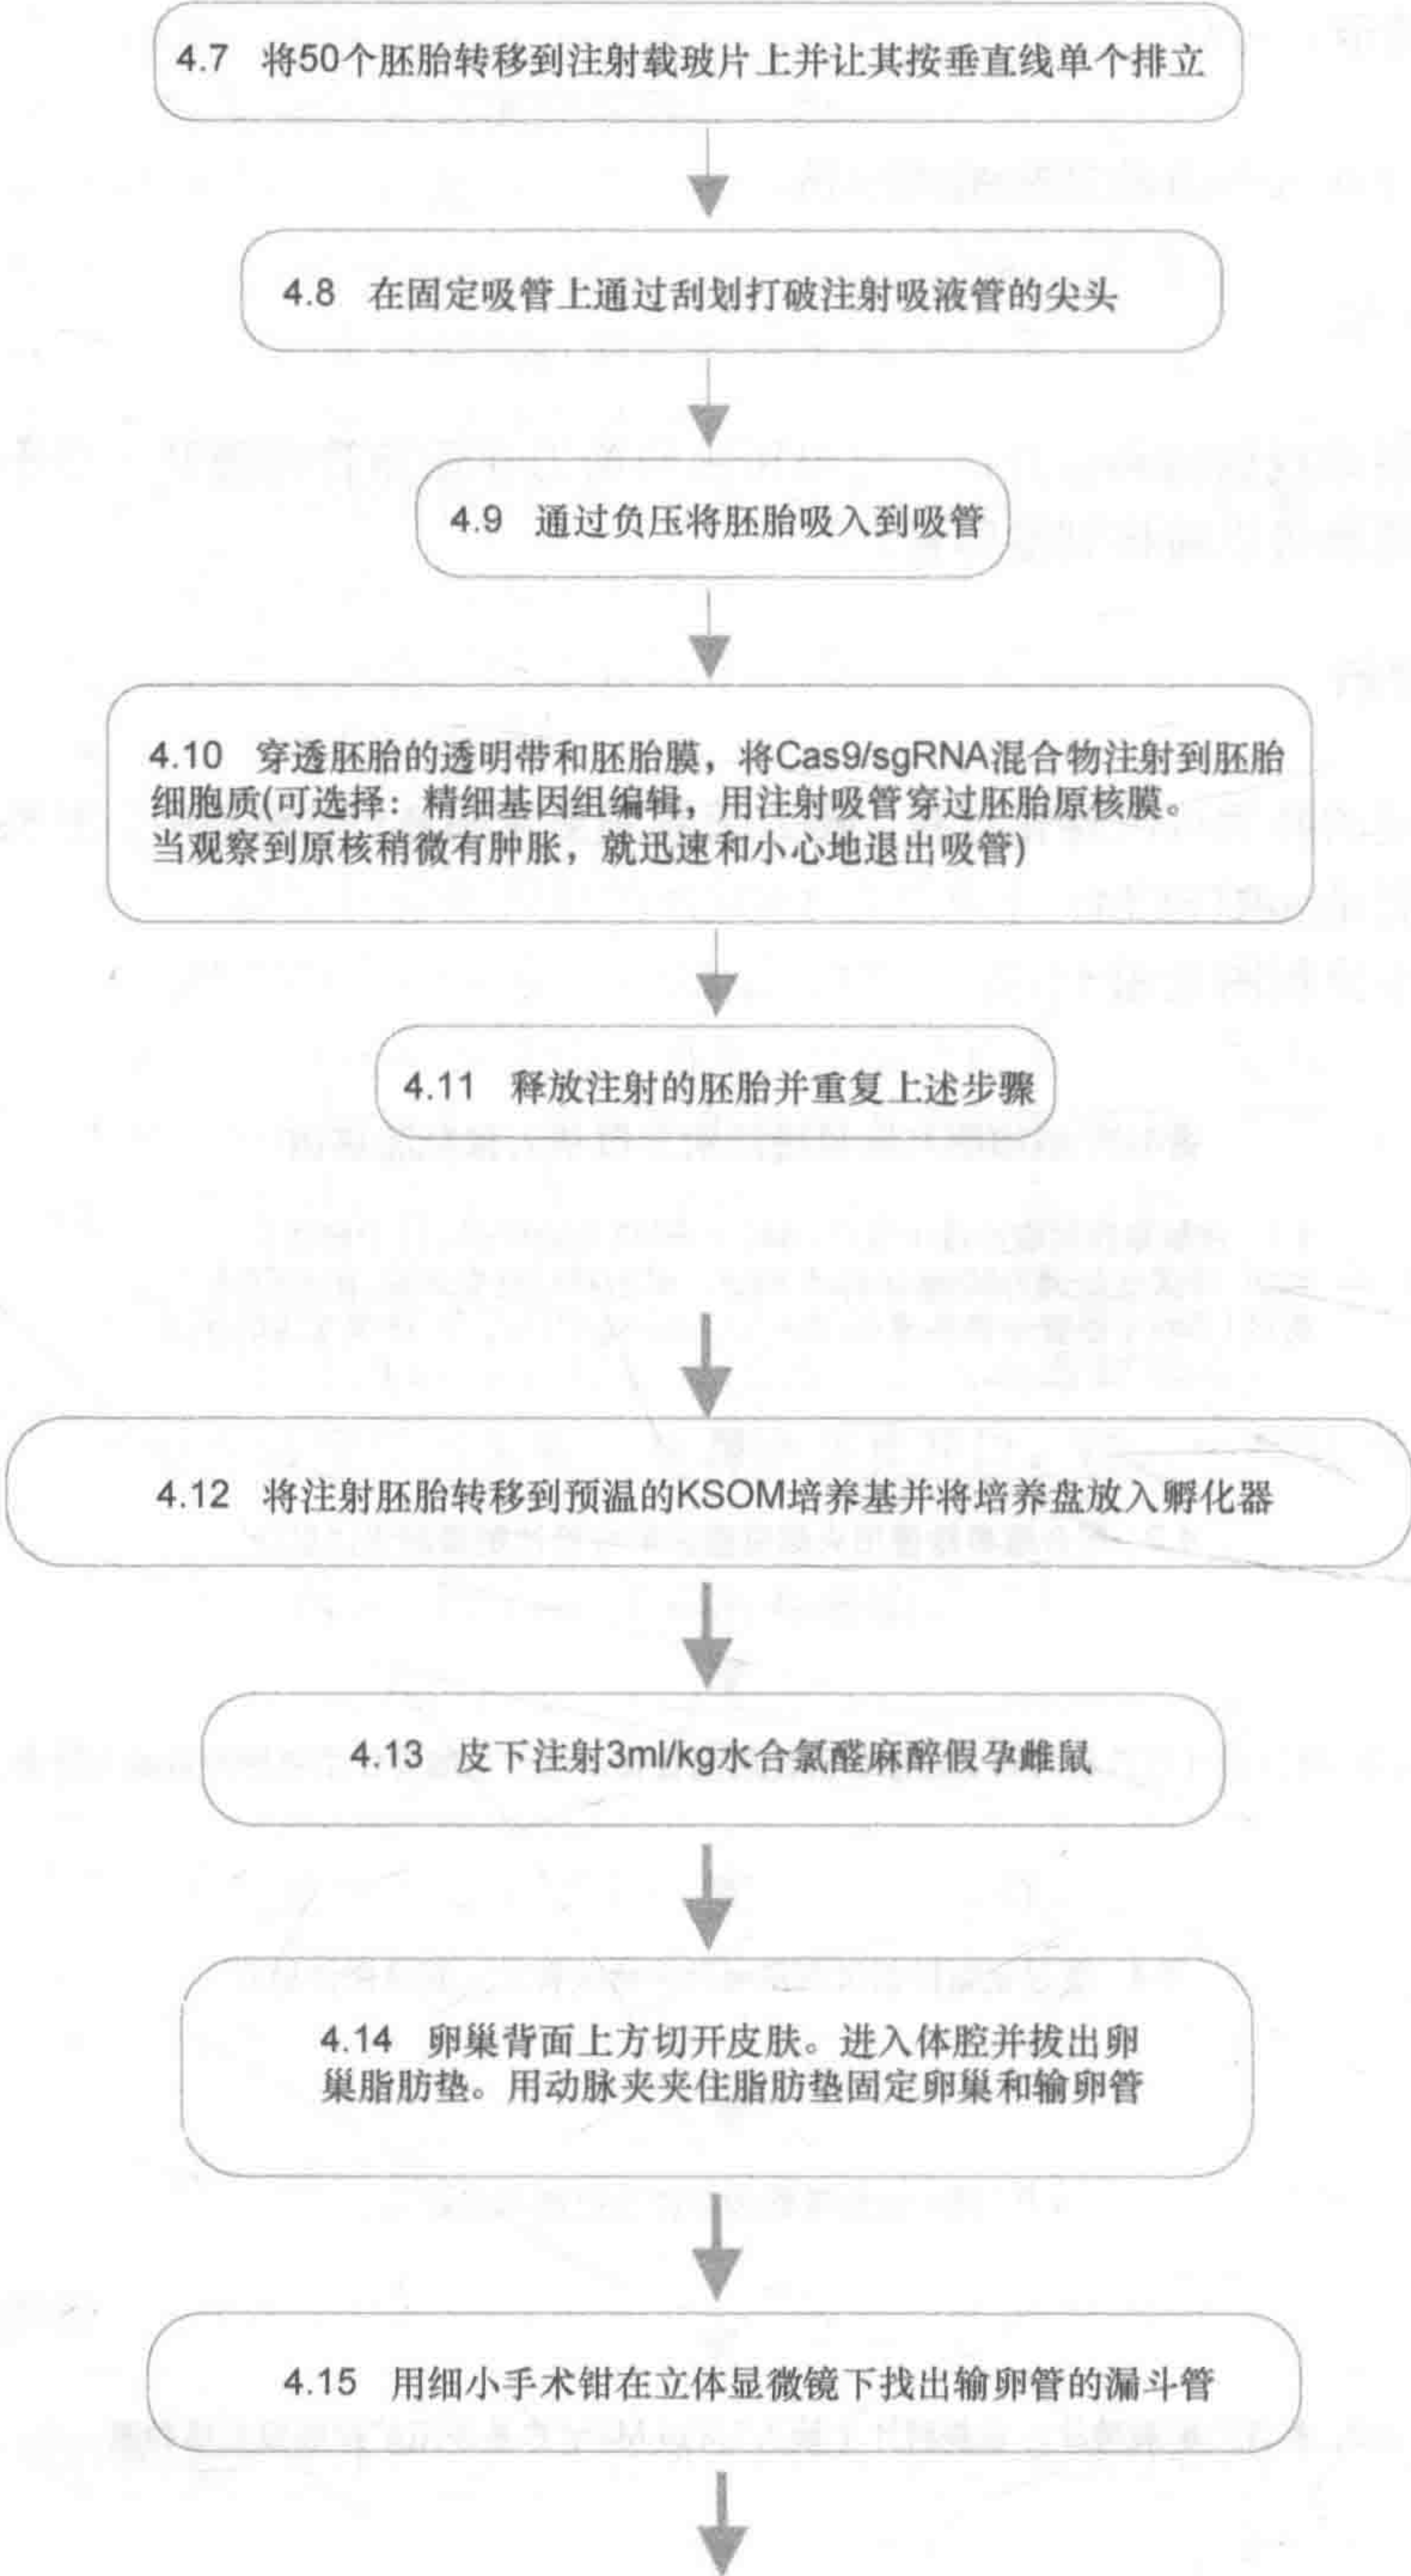 4.7 将50个胚胎转移到注射载玻片上并让其按垂直线单个排立
4.8 在固定吸管上通过刮划打破注射吸液管的尖头
4.9 通过负压将胚胎吸入到吸管
4.10 穿透胚胎的透明带和胚胎膜，将Cas9/sgRNA混合物注射到胚胎
细胞质(可选择：精细基因组编辑，用注射吸管穿过胚胎原核膜。
当观察到原核稍微有肿胀，就迅速和小心地退出吸管)
4.11 释放注射的胚胎并重复上述步骤
4.12 将注射胚胎转移到预温的KSOM培养基并将培养盘放入孵化器
4.13 皮下注射3ml/kg水合氯醛麻醉假孕雌鼠
4.14 卵巢背面上方切开皮肤。进入体腔并拔出卵
巢脂肪垫。用动脉夹夹住脂肪垫固定卵巢和输卵管
4.15 用细小手术钳在立体显微镜下找出输卵管的漏斗管